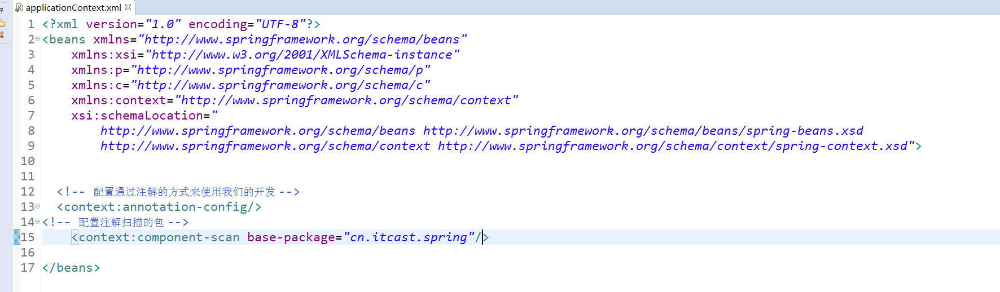 applicationContext.xml
1 <?xml version="1.0" encoding="UTF-8"?>
2 <beans xmlns="http://www.springframework.org/schema/beans"
3 xmlns:xsi="http://www.w3.org/2001/XMLSchema-instance"
4 xmlns:p="http://www.springframework.org/schema/p"
5 xmlns:c="http://www.springframework.org/schema/c"
6 xmlns:context="http://www.springframework.org/schema/context"
7 xsi:schemaLocation="
8 http://www.springframework.org/schema/beans http://www.springframework.org/schema/beans/spring-beans.xsd
9 http://www.springframework.org/schema/context http://www.springframework.org/schema/context/spring-context.xsd">
10
11
12 <!-- 配置通过注解的方式来使用我们的开发 -->
13 <context:annotation-config/>
14 <!-- 配置注解扫描的包 -->
15 <context:component-scan base-package="cn.itcast.spring"/>
16
17 </beans>